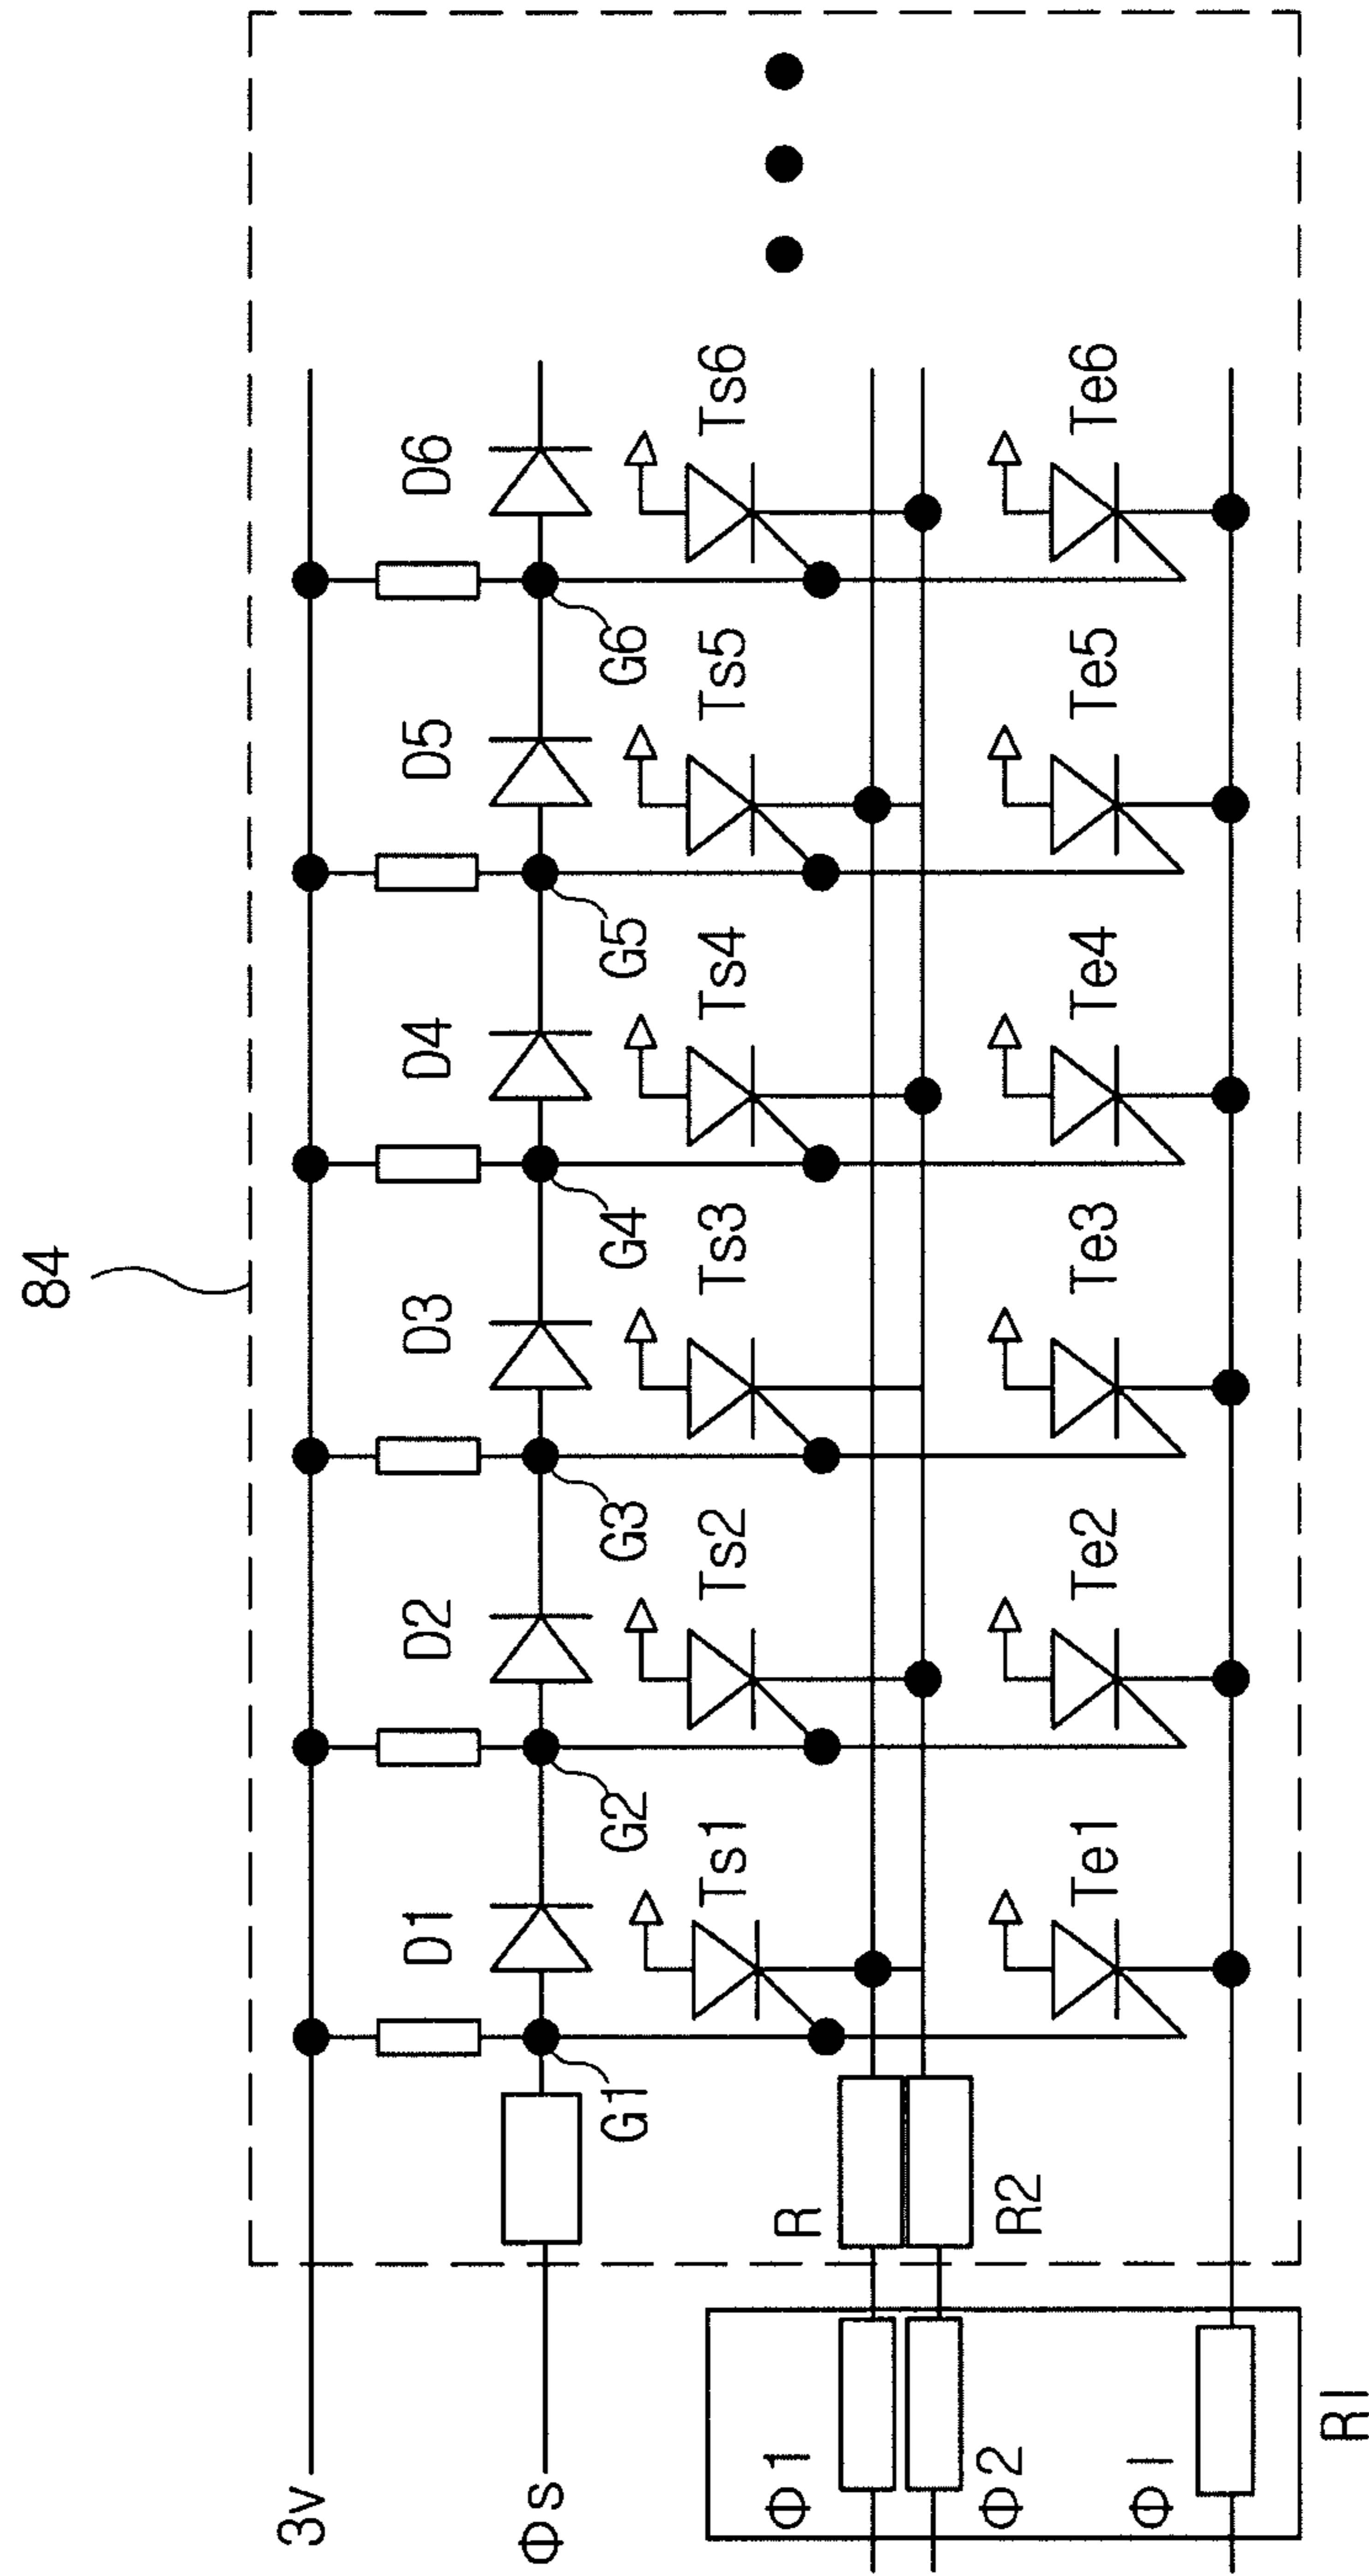 84
3v
D1
D2
D3
D4
D5
D6
Φs
G1
G2
G3
G4
G5
G6
Ts1
Ts2
Ts3
Ts4
Ts5
Ts6
Φ1
R
Φ2
R2
Te1
Te2
Te3
Te4
Te5
Te6
ΦI
RI